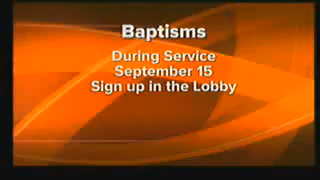 Baptisms
During Service
September 15
Sign up in the Lobby